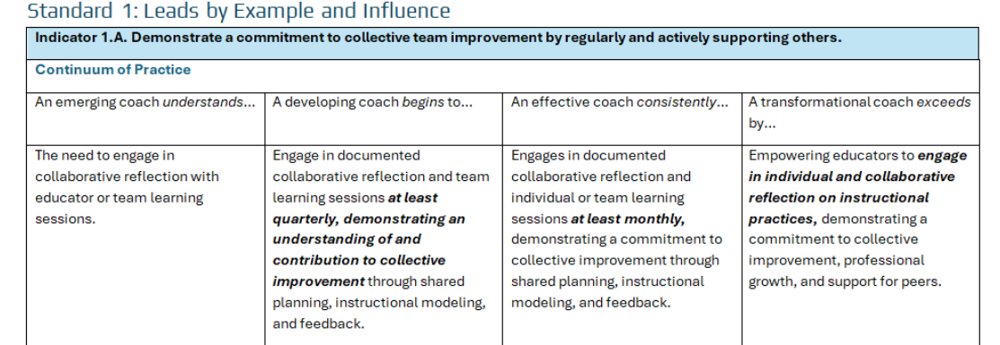 Standard 1: Leads by Example and Influence
Indicator 1.A. Demonstrate a commitment to collective team improvement by regularly and actively supporting others.
Continuum of Practice
An emerging coach understands...
A developing coach begins to...
An effective coach consistently...
A transformational coach exceeds
by...
The need to engage in
collaborative reflection with
educator or team learning
sessions.
Engage in documented
collaborative reflection and team
learning sessions at least
quarterly, demonstrating an
understanding of and
contribution to collective
improvement through shared
planning, instructional modeling,
and feedback.
Engages in documented
collaborative reflection and
individual or team learning
sessions at least monthly,
demonstrating a commitment to
collective improvement through
shared planning, instructional
modeling, and feedback.
Empowering educators to engage
in individual and collaborative
reflection on instructional
practices, demonstrating a
commitment to collective
improvement, professional
growth, and support for peers.